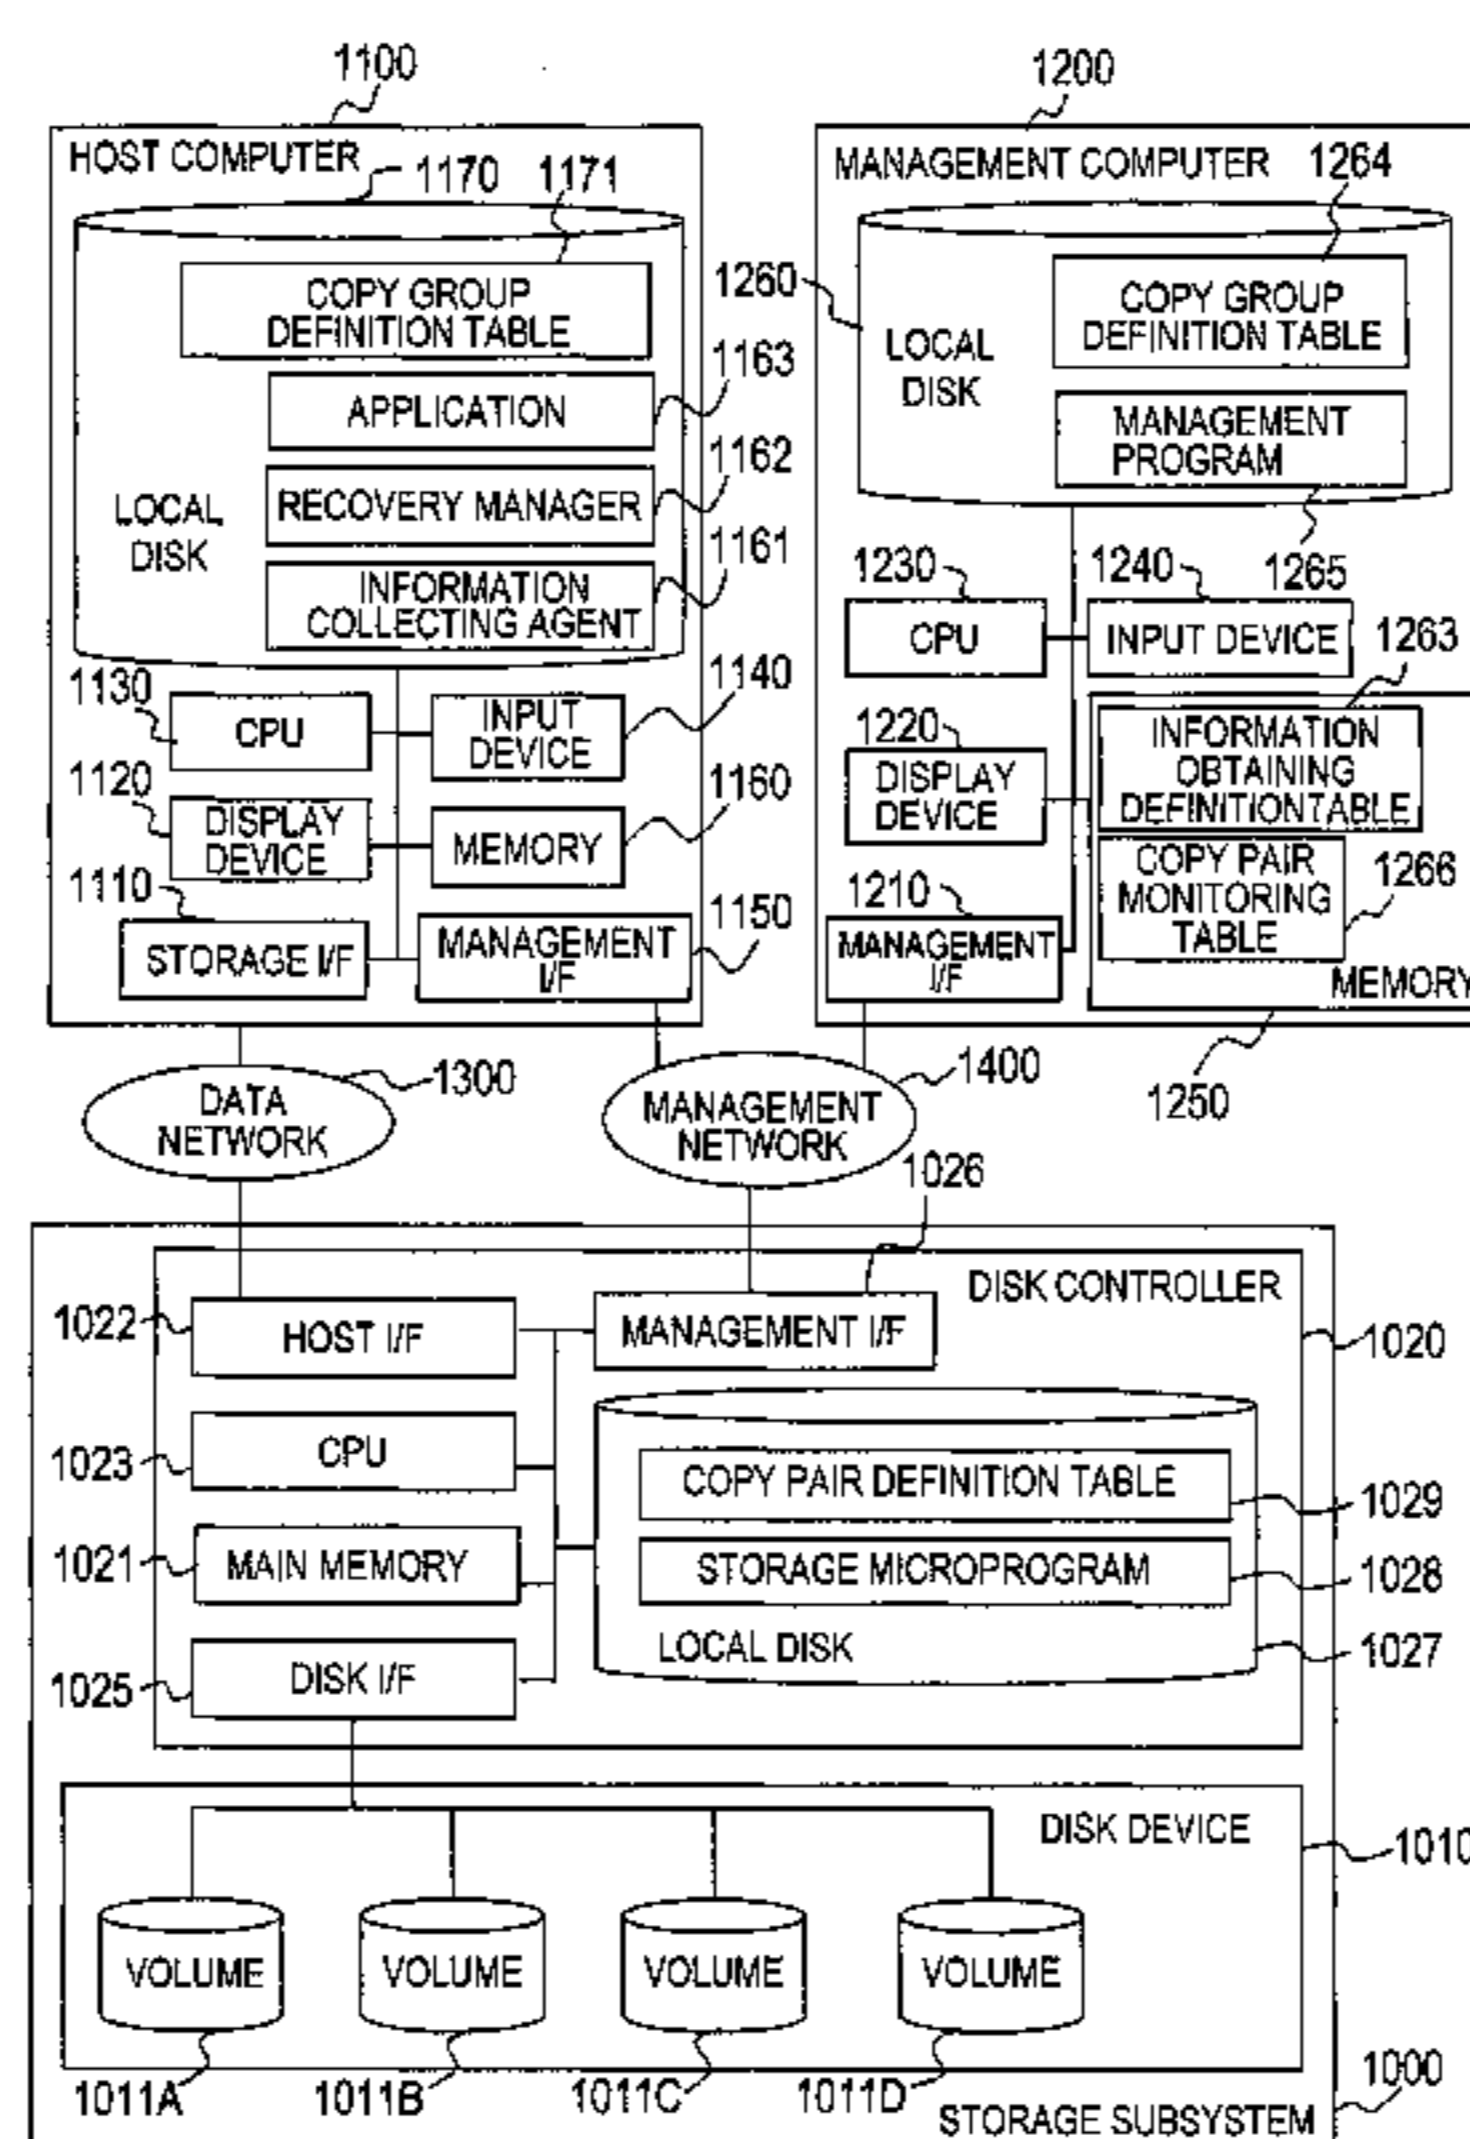 1100
HOST COMPUTER
1170
1171
COPY GROUP
DEFINITION TABLE
1163
APPLICATION
1162
RECOVERY MANAGER
LOCAL
DISK
1161
INFORMATION
COLLECTING AGENT
1130
CPU
1140
INPUT
DEVICE
1120
DISPLAY
DEVICE
1160
MEMORY
1110
STORAGE I/F
1150
MANAGEMENT
I/F
1200
MANAGEMENT COMPUTER
1264
1260
LOCAL
DISK
COPY GROUP
DEFINITION TABLE
MANAGEMENT
PROGRAM
1265
1230
CPU
1240
INPUT DEVICE
1263
1220
DISPLAY
DEVICE
INFORMATION
OBTAINING
DEFINITIONTABLE
COPY PAIR
MONITORING
TABLE
1266
1210
MANAGEMENT
I/F
MEMORY
1250
1300
DATA
NETWORK
1400
MANAGEMENT
NETWORK
1026
DISK CONTROLLER
1022
HOST I/F
MANAGEMENT I/F
1020
1023
CPU
COPY PAIR DEFINITION TABLE
1029
1021
MAIN MEMORY
STORAGE MICROPROGRAM
1028
LOCAL DISK
1027
1025
DISK I/F
DISK DEVICE
1010
VOLUME
VOLUME
VOLUME
VOLUME
1011A
1011B
1011C
1011D
1000
STORAGE SUBSYSTEM